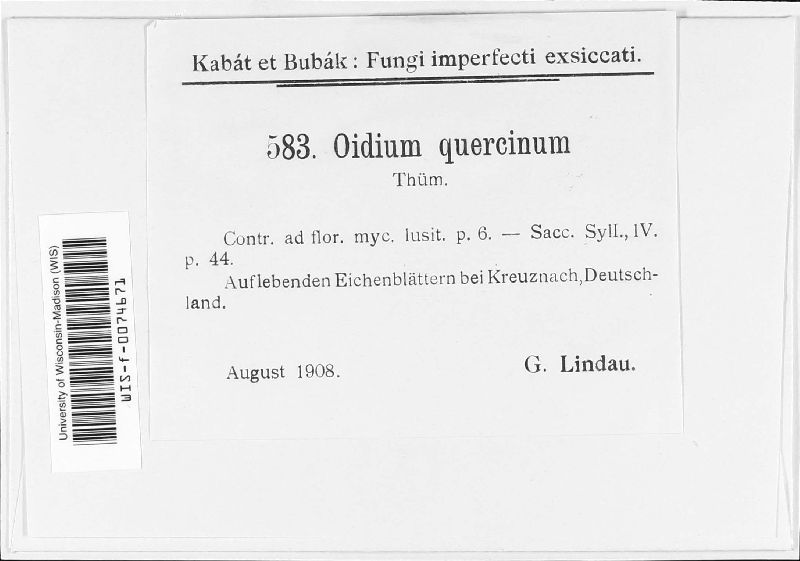 Kabát et Bubák: Fungi imperfecti exsiccati.
583. Oidium quercinum
Thüm.
Contr. ad flor. myc. lusit. p. 6. — Sacc. Syll., IV.
p. 44.
Auf lebenden Eichenblättern bei Kreuznach, Deutsch-
land.
August 1908.
G. Lindau.
University of Wisconsin-Madison (WIS)
WIS-f-0074671